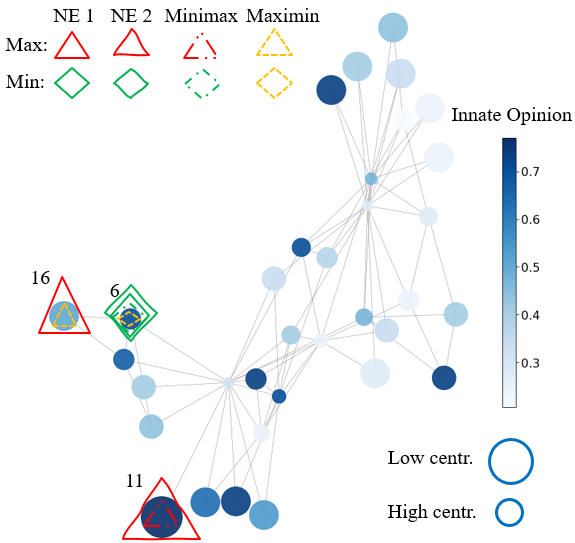 NE 1 NE 2 Minimax Maximin
Max:
Min:
Innate Opinion
0.7
0.6
0.5
0.4
0.3
16
6
11
Low centr.
High centr.